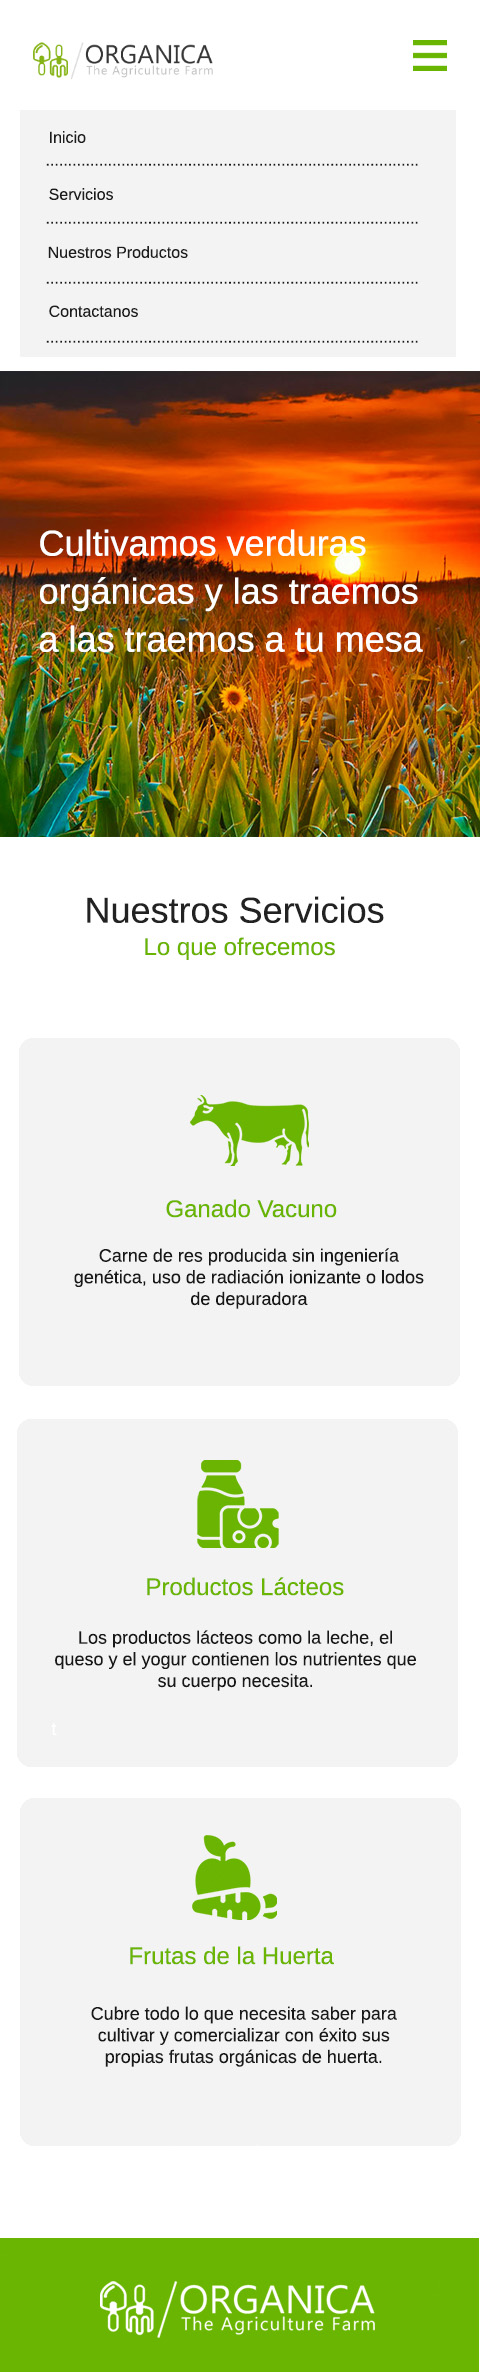 ORGANICA
The Agriculture Farm
Inicio
Servicios
Nuestros Productos
Contactanos
Cultivamos verduras
orgánicas y las traemos
a las traemos a tu mesa
Nuestros Servicios
Lo que ofrecemos
Ganado Vacuno
Carne de res producida sin ingeniería
genética, uso de radiación ionizante o lodos
de depuradora
Productos Lácteos
Los productos lácteos como la leche, el
queso y el yogur contienen los nutrientes que
su cuerpo necesita.
t
Frutas de la Huerta
Cubre todo lo que necesita saber para
cultivar y comercializar con éxito sus
propias frutas orgánicas de huerta.
ORGANICA
The Agriculture Farm